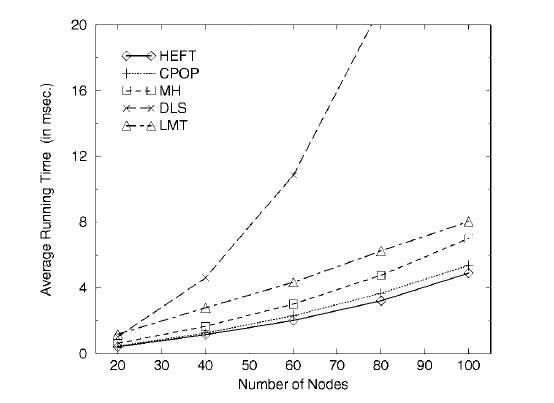 20
16
12
8
4
0
Average Running Time (in msec.)
HEFT
CPOP
MH
DLS
LMT
20 30 40 50 60 70 80 90 100
Number of Nodes